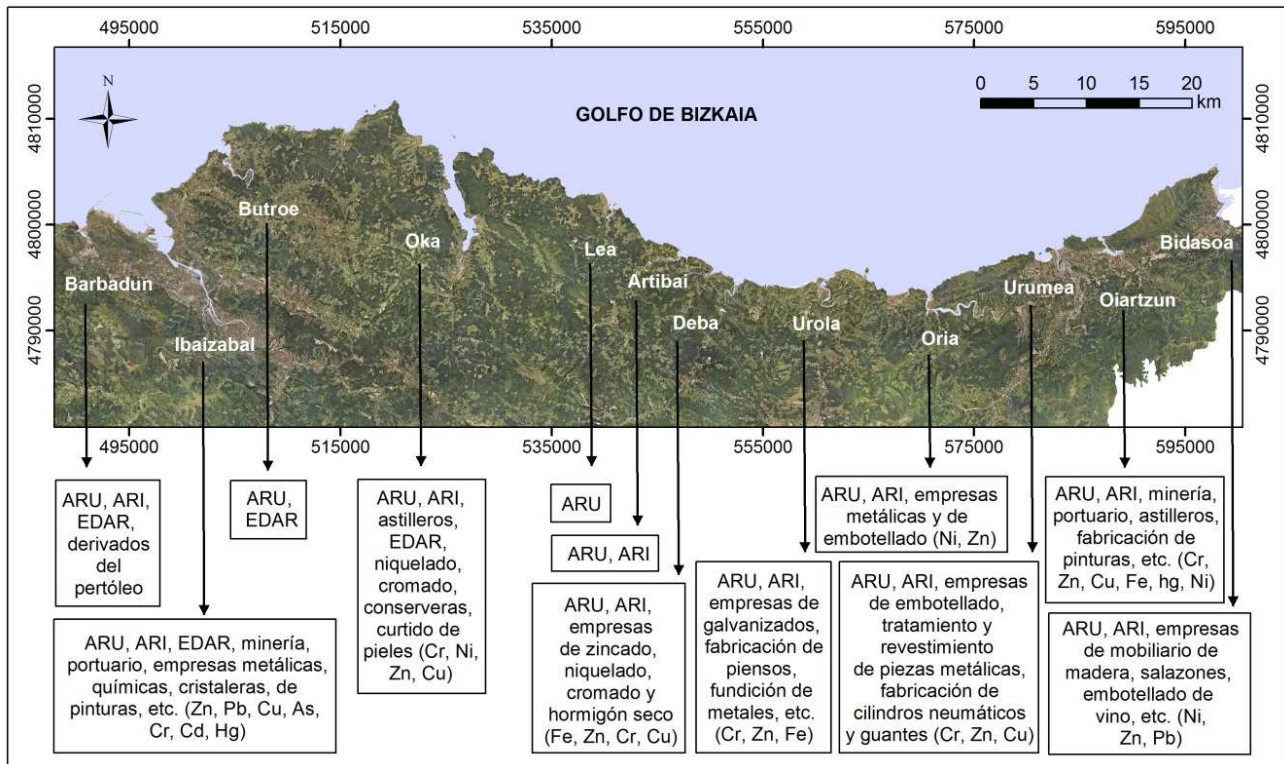 495000 515000 535000 555000 575000 595000
N
0 5 10 15 20
km
GOLFO DE BIZKAIA
4810000
4800000
4790000
4810000
4800000
4790000
Butroe
Oka
Lea
Bidasoa
Barbadun
Artibai
Urumea
Oiartzun
Ibaizabal
Deba
Urola
Oria
495000 515000 535000 555000 575000 595000
ARU, ARI,
EDAR,
derivados
del
pertóleo
ARU, ARI, EDAR, minería,
portuario, empresas metálicas,
químicas, cristaleras, de
pinturas, etc. (Zn, Pb, Cu, As,
Cr, Cd, Hg)
ARU,
EDAR
ARU, ARI,
astilleros,
EDAR,
niquelado,
cromado,
conserveras,
curtido de
pieles (Cr, Ni,
Zn, Cu)
ARU
ARU, ARI
ARU, ARI,
empresas
de zincado,
niquelado,
cromado y
hormigón seco
(Fe, Zn, Cr, Cu)
ARU, ARI,
empresas de
galvanizados,
fabricación de
piensos,
fundición de
metales, etc.
(Cr, Zn, Fe)
ARU, ARI, empresas
metálicas y de
embotellado (Ni, Zn)
ARU, ARI, empresas
de embotellado,
tratamiento y
revestimiento
de piezas metálicas,
fabricación de
cilindros neumáticos
y guantes (Cr, Zn, Cu)
ARU, ARI, minería,
portuario, astilleros,
fabricación de
pinturas, etc. (Cr,
Zn, Cu, Fe, hg, Ni)
ARU, ARI, empresas
de mobiliario de
madera, salazones,
embotellado de
vino, etc. (Ni,
Zn, Pb)